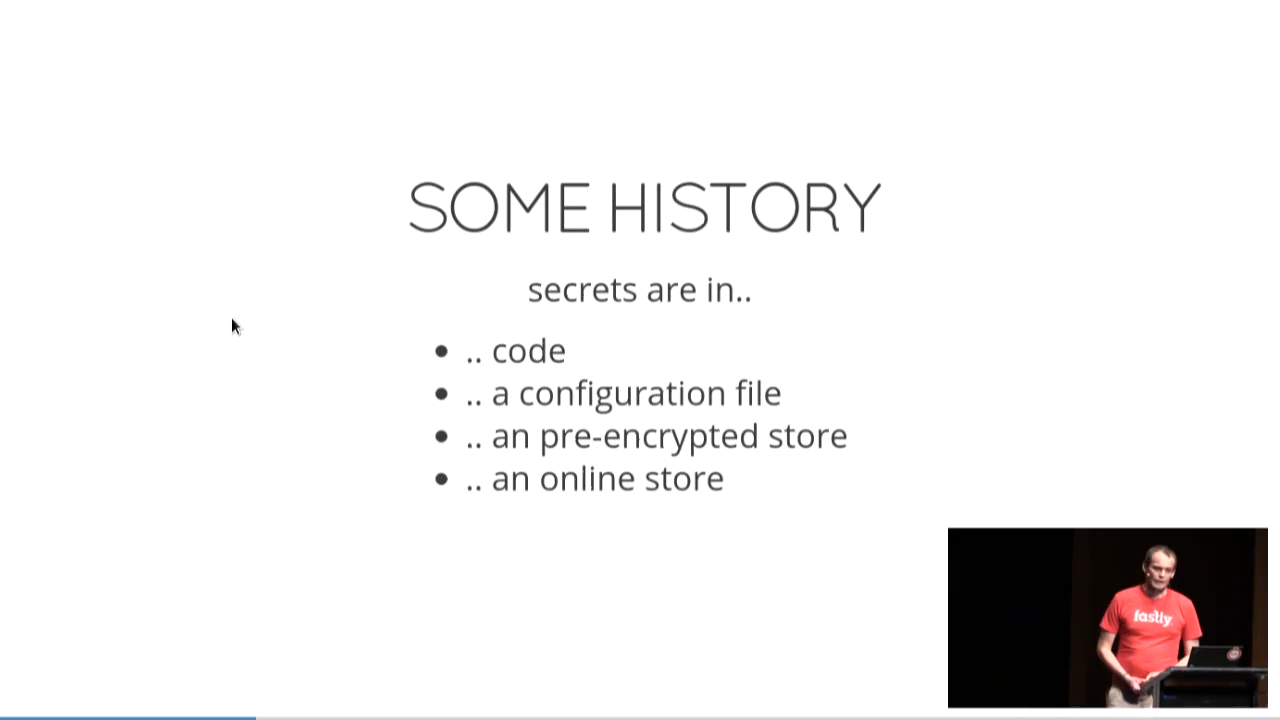 SOME HISTORY
secrets are in..
.. code
.. a configuration file
.. an pre-encrypted store
.. an online store
fastly